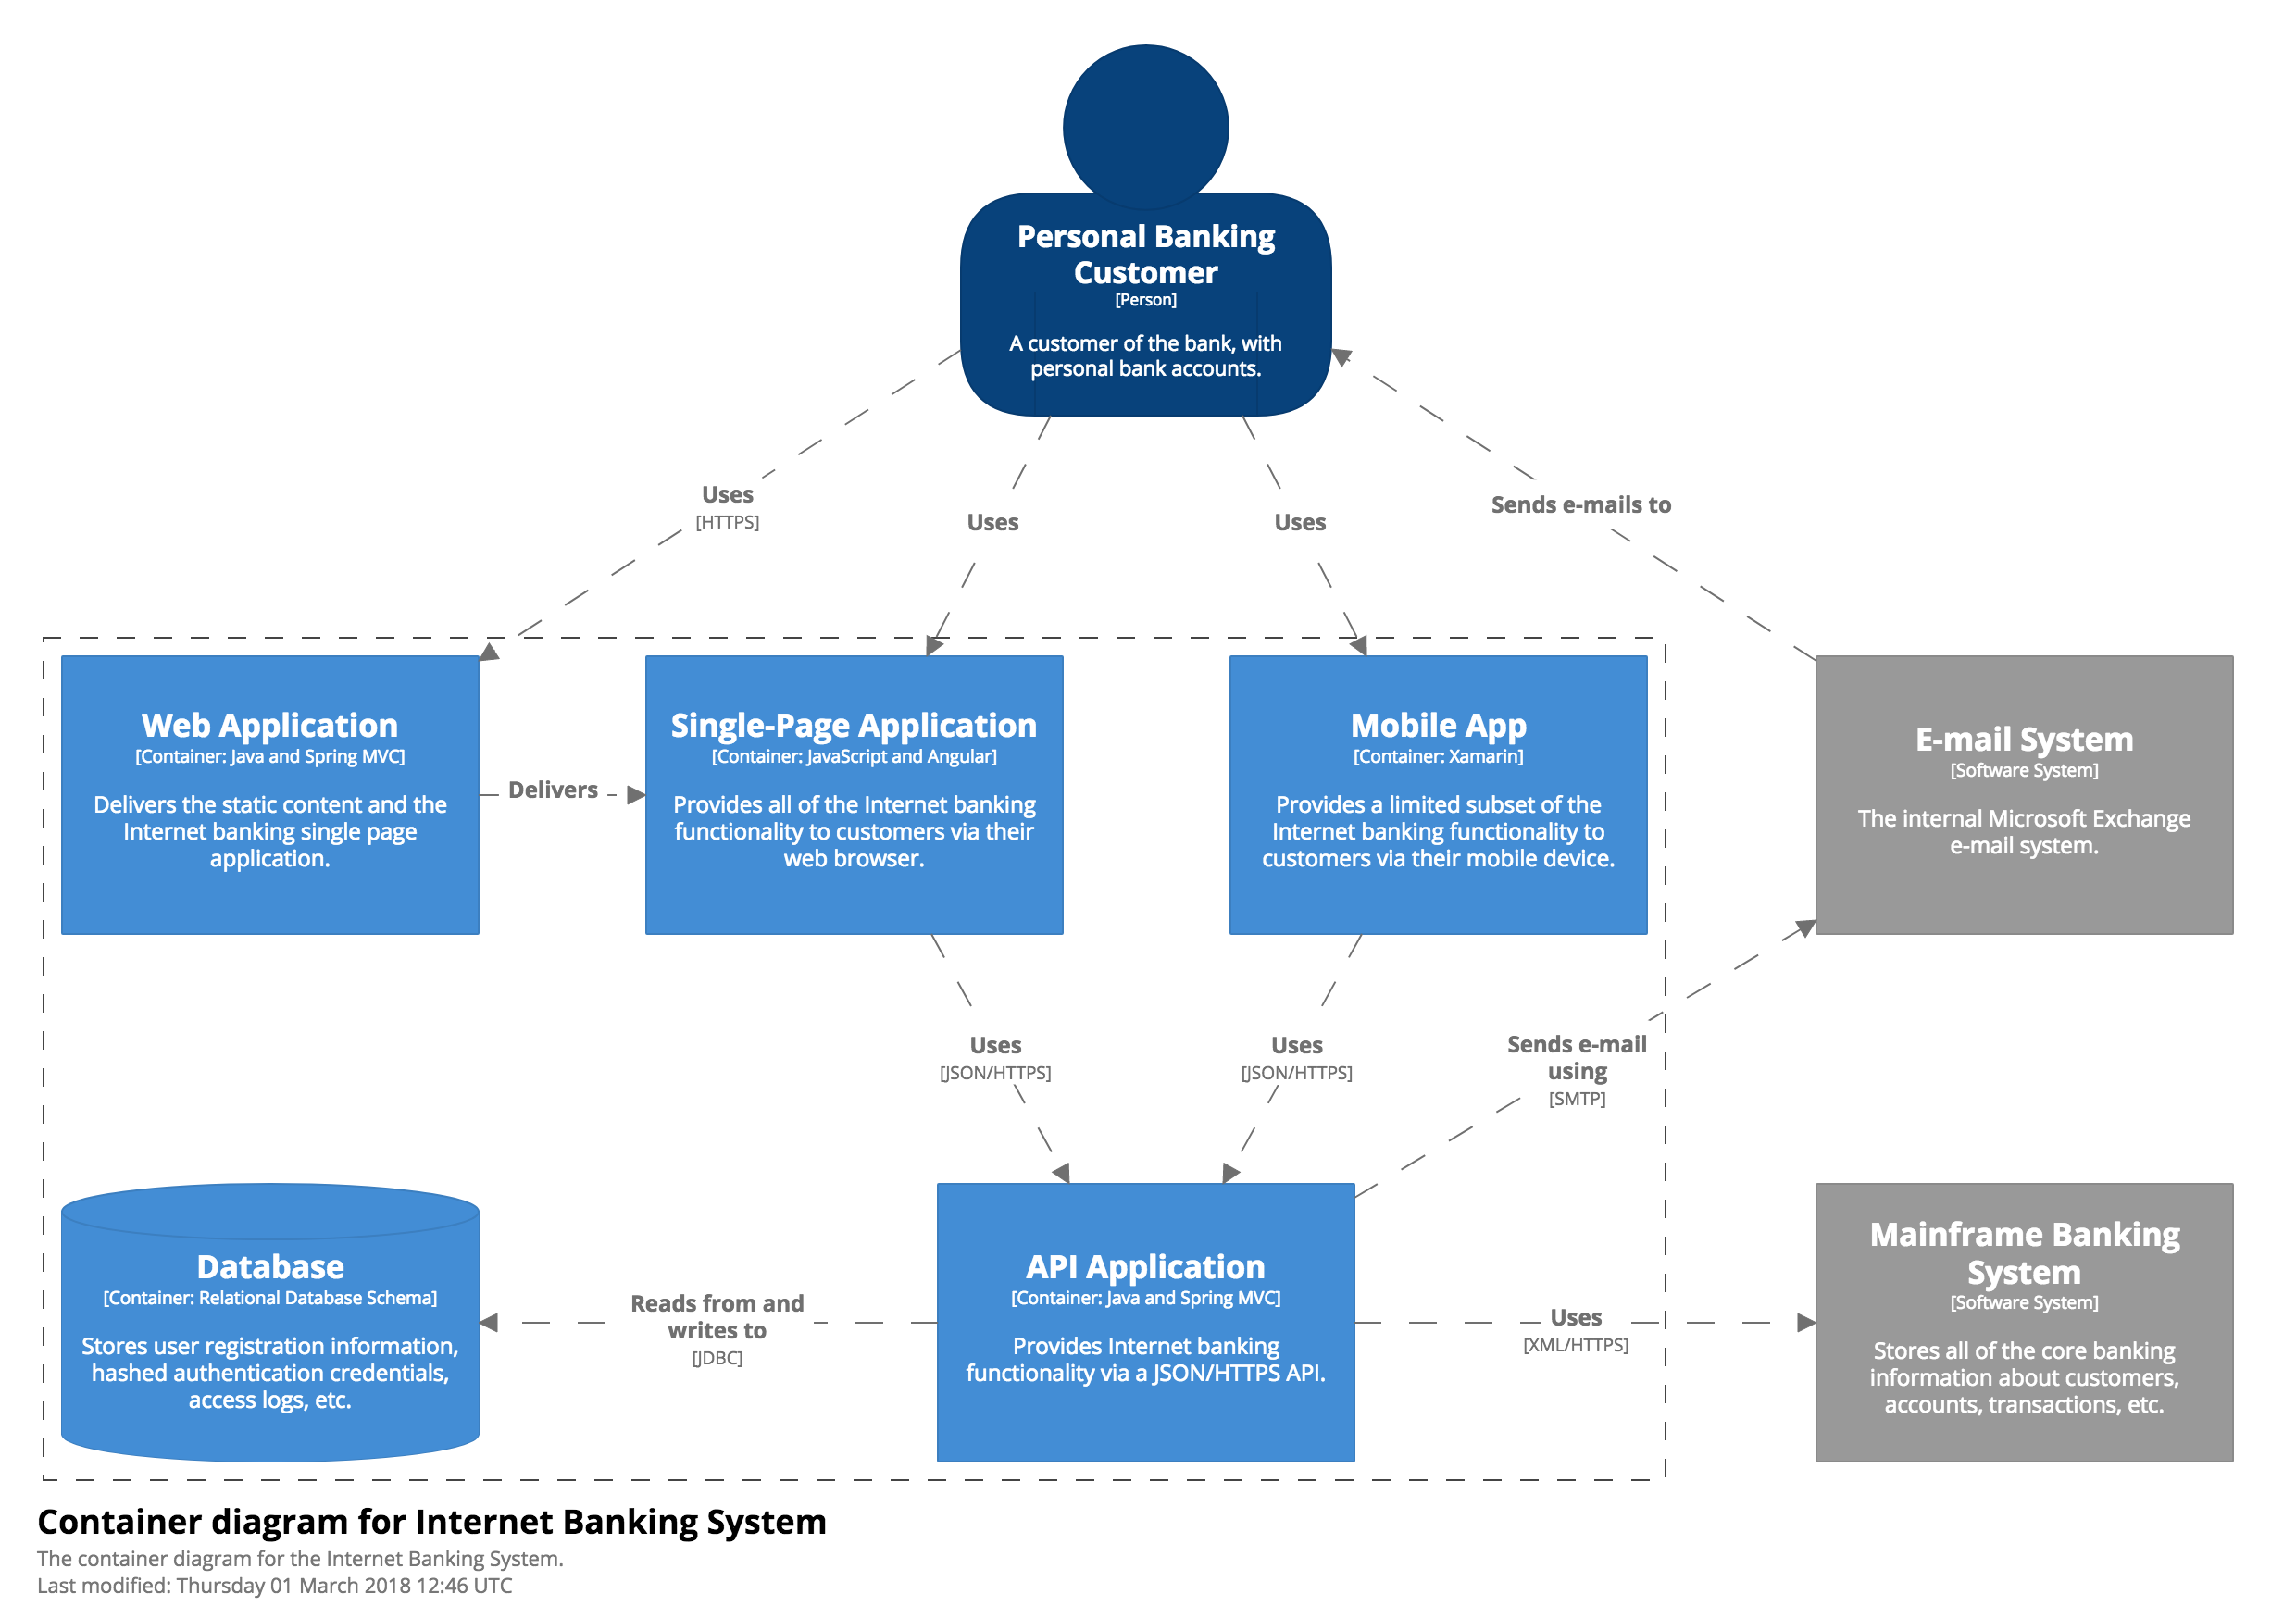 Personal Banking
Customer
[Person]
A customer of the bank, with
personal bank accounts.
Uses
[HTTPS]
Uses
Uses
Sends e-mails to
Web Application
[Container: Java and Spring MVC]
Delivers the static content and the
Internet banking single page
application.
Delivers
Single-Page Application
[Container: JavaScript and Angular]
Provides all of the Internet banking
functionality to customers via their
web browser.
Mobile App
[Container: Xamarin]
Provides a limited subset of the
Internet banking functionality to
customers via their mobile device.
E-mail System
[Software System]
The internal Microsoft Exchange
e-mail system.
Uses
[JSON/HTTPS]
Uses
[JSON/HTTPS]
Sends e-mail
using
[SMTP]
Database
[Container: Relational Database Schema]
Stores user registration information,
hashed authentication credentials,
access logs, etc.
Reads from and
writes to
[JDBC]
API Application
[Container: Java and Spring MVC]
Provides Internet banking
functionality via a JSON/HTTPS API.
Uses
[XML/HTTPS]
Mainframe Banking
System
[Software System]
Stores all of the core banking
information about customers,
accounts, transactions, etc.
Container diagram for Internet Banking System
The container diagram for the Internet Banking System.
Last modified: Thursday 01 March 2018 12:46 UTC